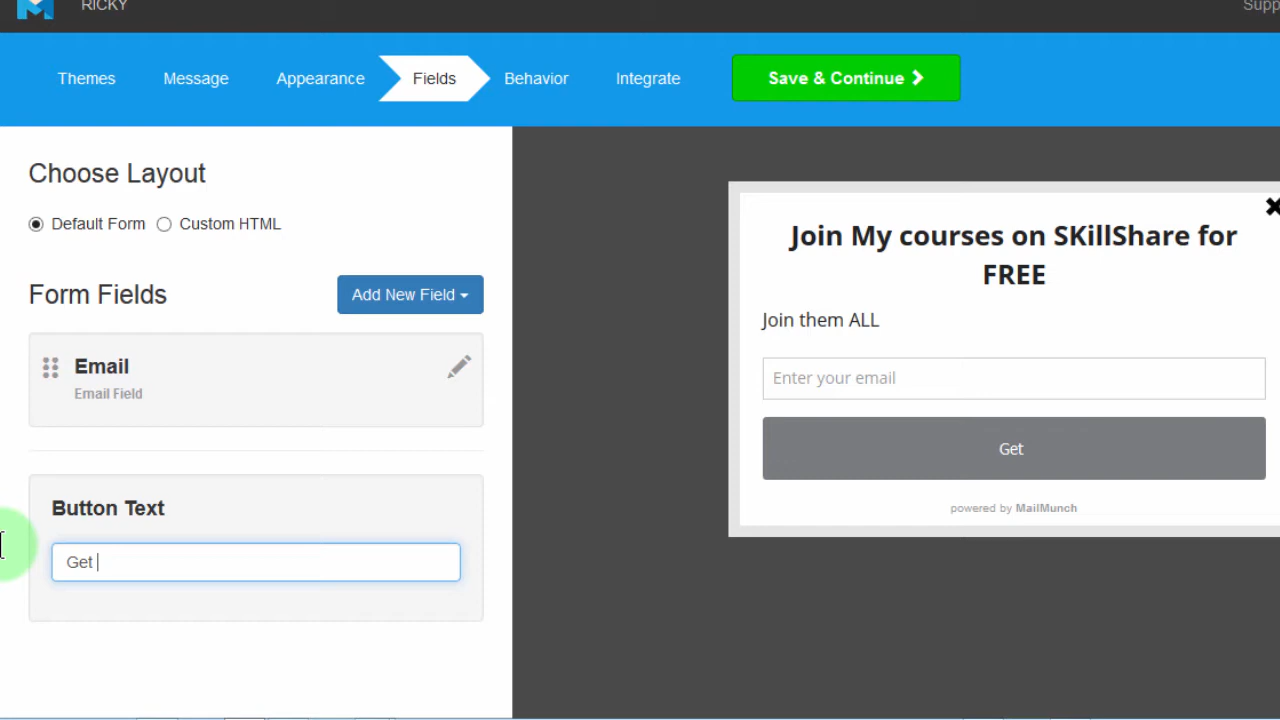 RICKY
Supp
Themes
Message
Appearance
Fields
Behavior
Integrate
Save & Continue
Choose Layout
Default Form
Custom HTML
Form Fields
Add New Field
Email
Email Field
Button Text
Get
Join My courses on SKillShare for
FREE
Join them ALL
Enter your email
Get
powered by MailMunch